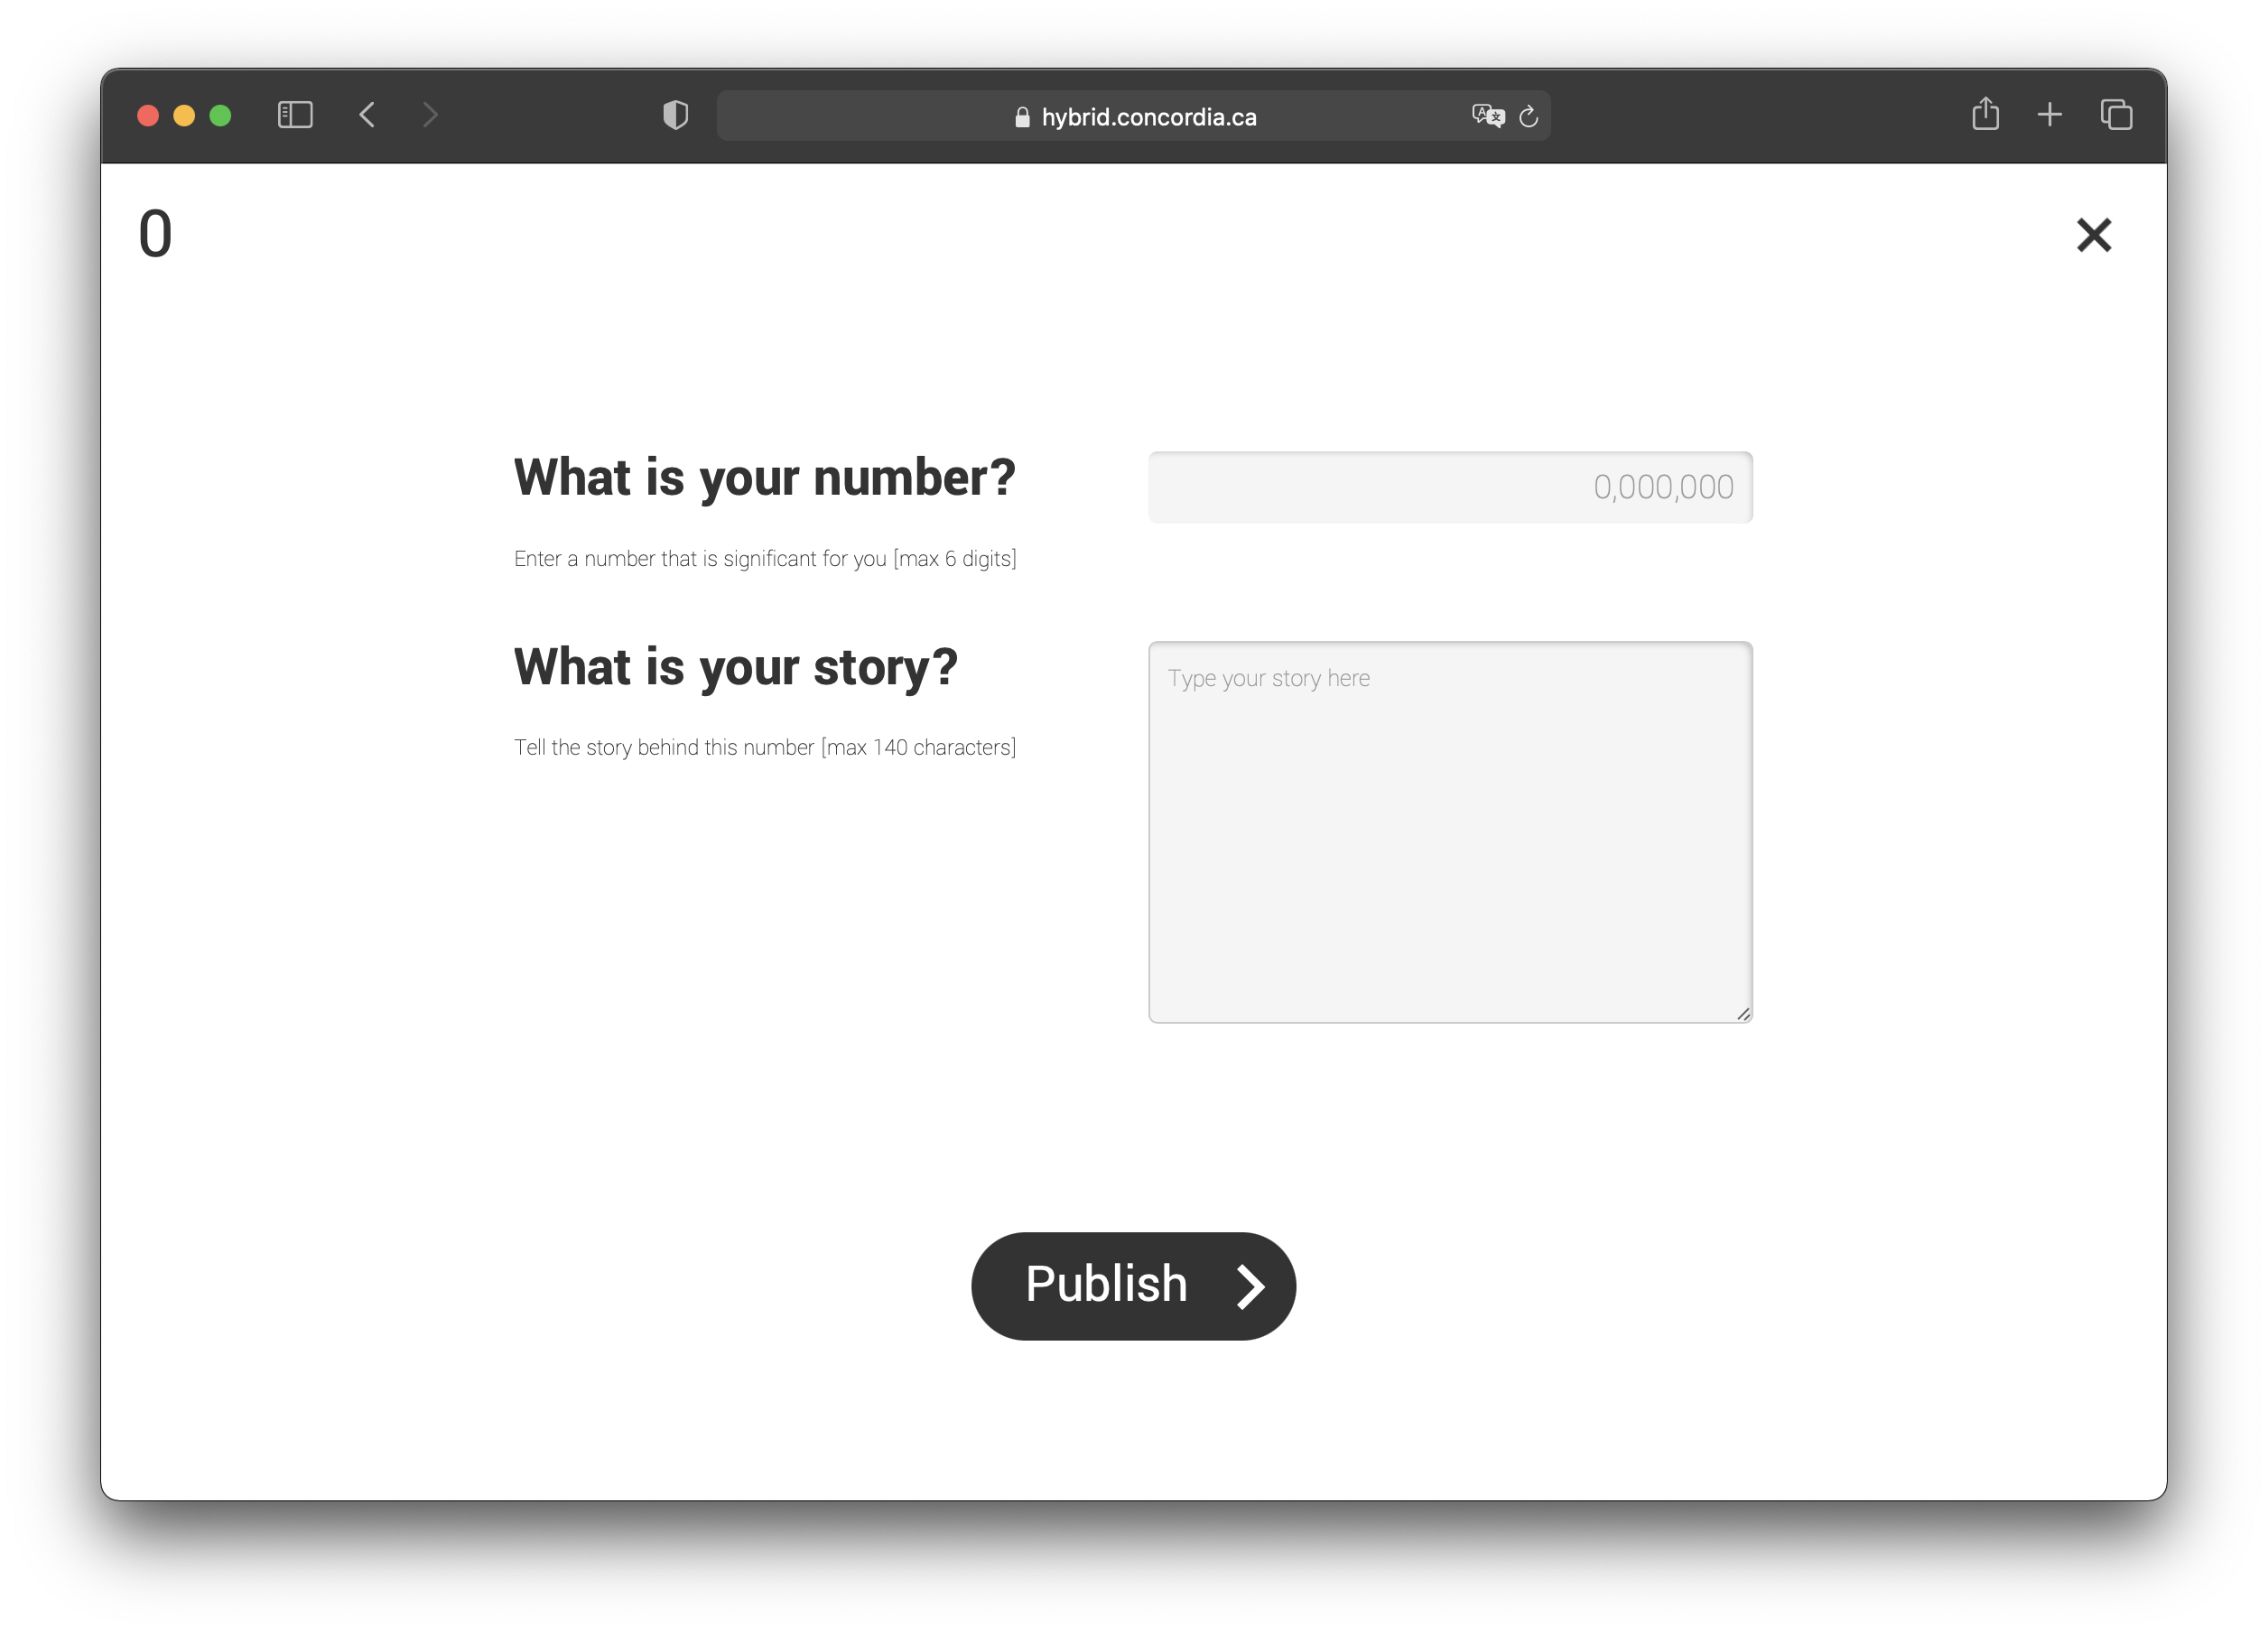 hybrid.concordia.ca
0
What is your number?
0,000,000
Enter a number that is significant for you [max 6 digits]
What is your story?
Type your story here
Tell the story behind this number [max 140 characters]
Publish